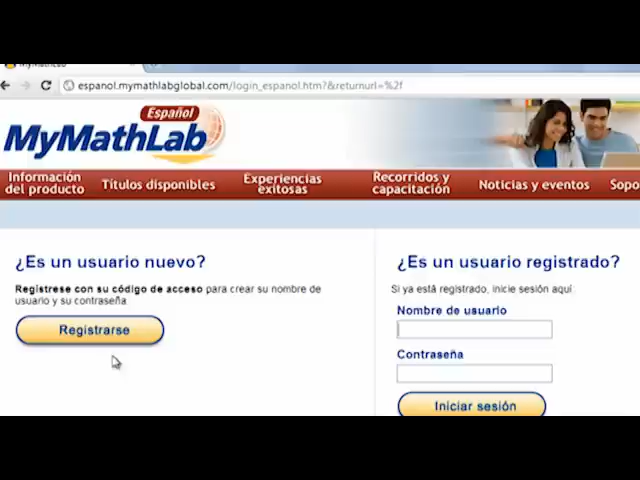 MyMathLab
espanol.mymathlabglobal.com/login_espanol.htm?&returnurl=%2f
Español
MyMathLab
Información del producto
Títulos disponibles
Experiencias exitosas
Recorridos y capacitación
Noticias y eventos
Sopo
¿Es un usuario nuevo?
Regístrese con su código de acceso para crear su nombre de
usuario y su contraseña
Registrarse
¿Es un usuario registrado?
Si ya está registrado, inicie sesión aquí:
Nombre de usuario
Contraseña
Iniciar sesión